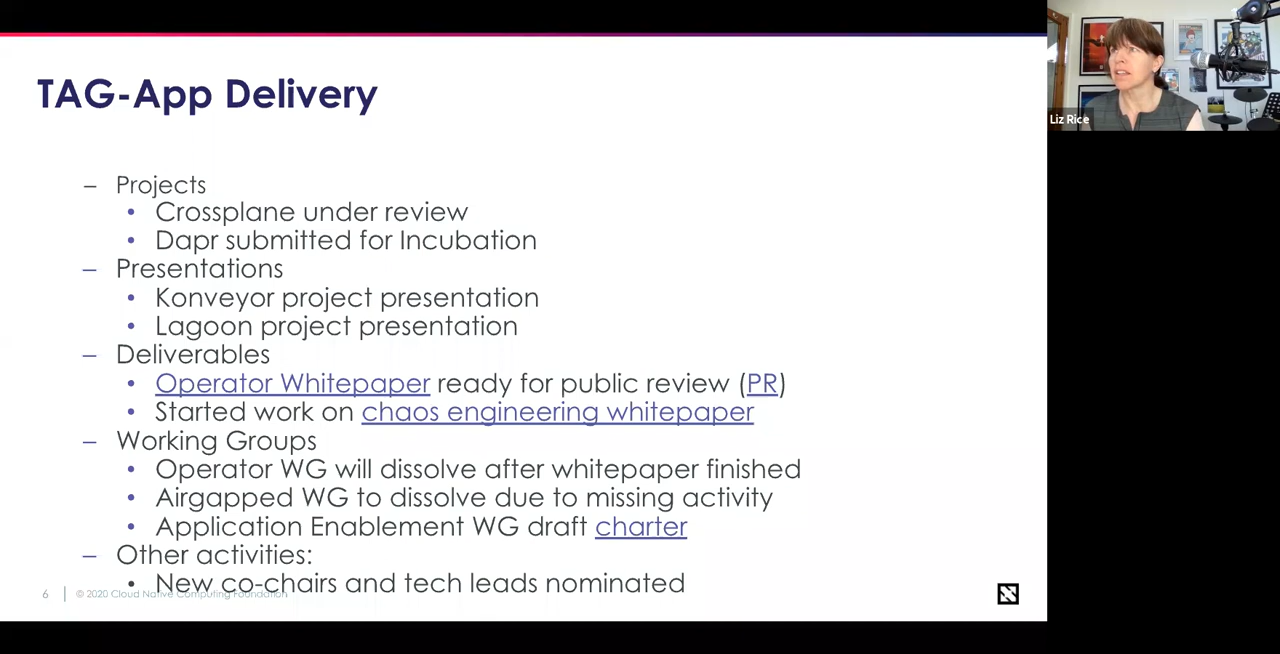 TAG-App Delivery
Liz Rice
– Projects
• Crossplane under review
• Dapr submitted for Incubation
– Presentations
• Konveyor project presentation
• Lagoon project presentation
– Deliverables
• Operator Whitepaper ready for public review (PR)
• Started work on chaos engineering whitepaper
– Working Groups
• Operator WG will dissolve after whitepaper finished
• Airgapped WG to dissolve due to missing activity
• Application Enablement WG draft charter
– Other activities:
• New co-chairs and tech leads nominated
6 | © 2020 Cloud Native Computing Foundation